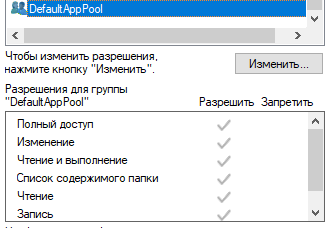 DefaultAppPool
Чтобы изменить разрешения,
нажмите кнопку "Изменить".
Изменить...
Разрешения для группы
"DefaultAppPool"
Разрешить Запретить
Полный доступ
Изменение
Чтение и выполнение
Список содержимого папки
Чтение
Запись